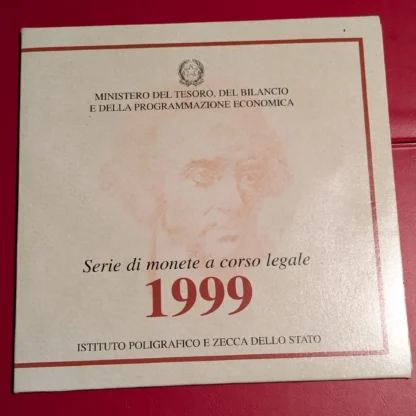 MINISTERO DEL TESORO, DEL BILANCIO
E DELLA PROGRAMMAZIONE ECONOMICA
Serie di monete a corso legale
1999
ISTITUTO POLIGRAFICO E ZECCA DELLO STATO